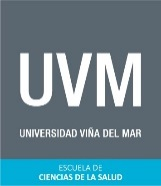 UVM
UNIVERSIDAD VIÑA DEL MAR
ESCUELA DE
CIENCIAS DE LA SALUD